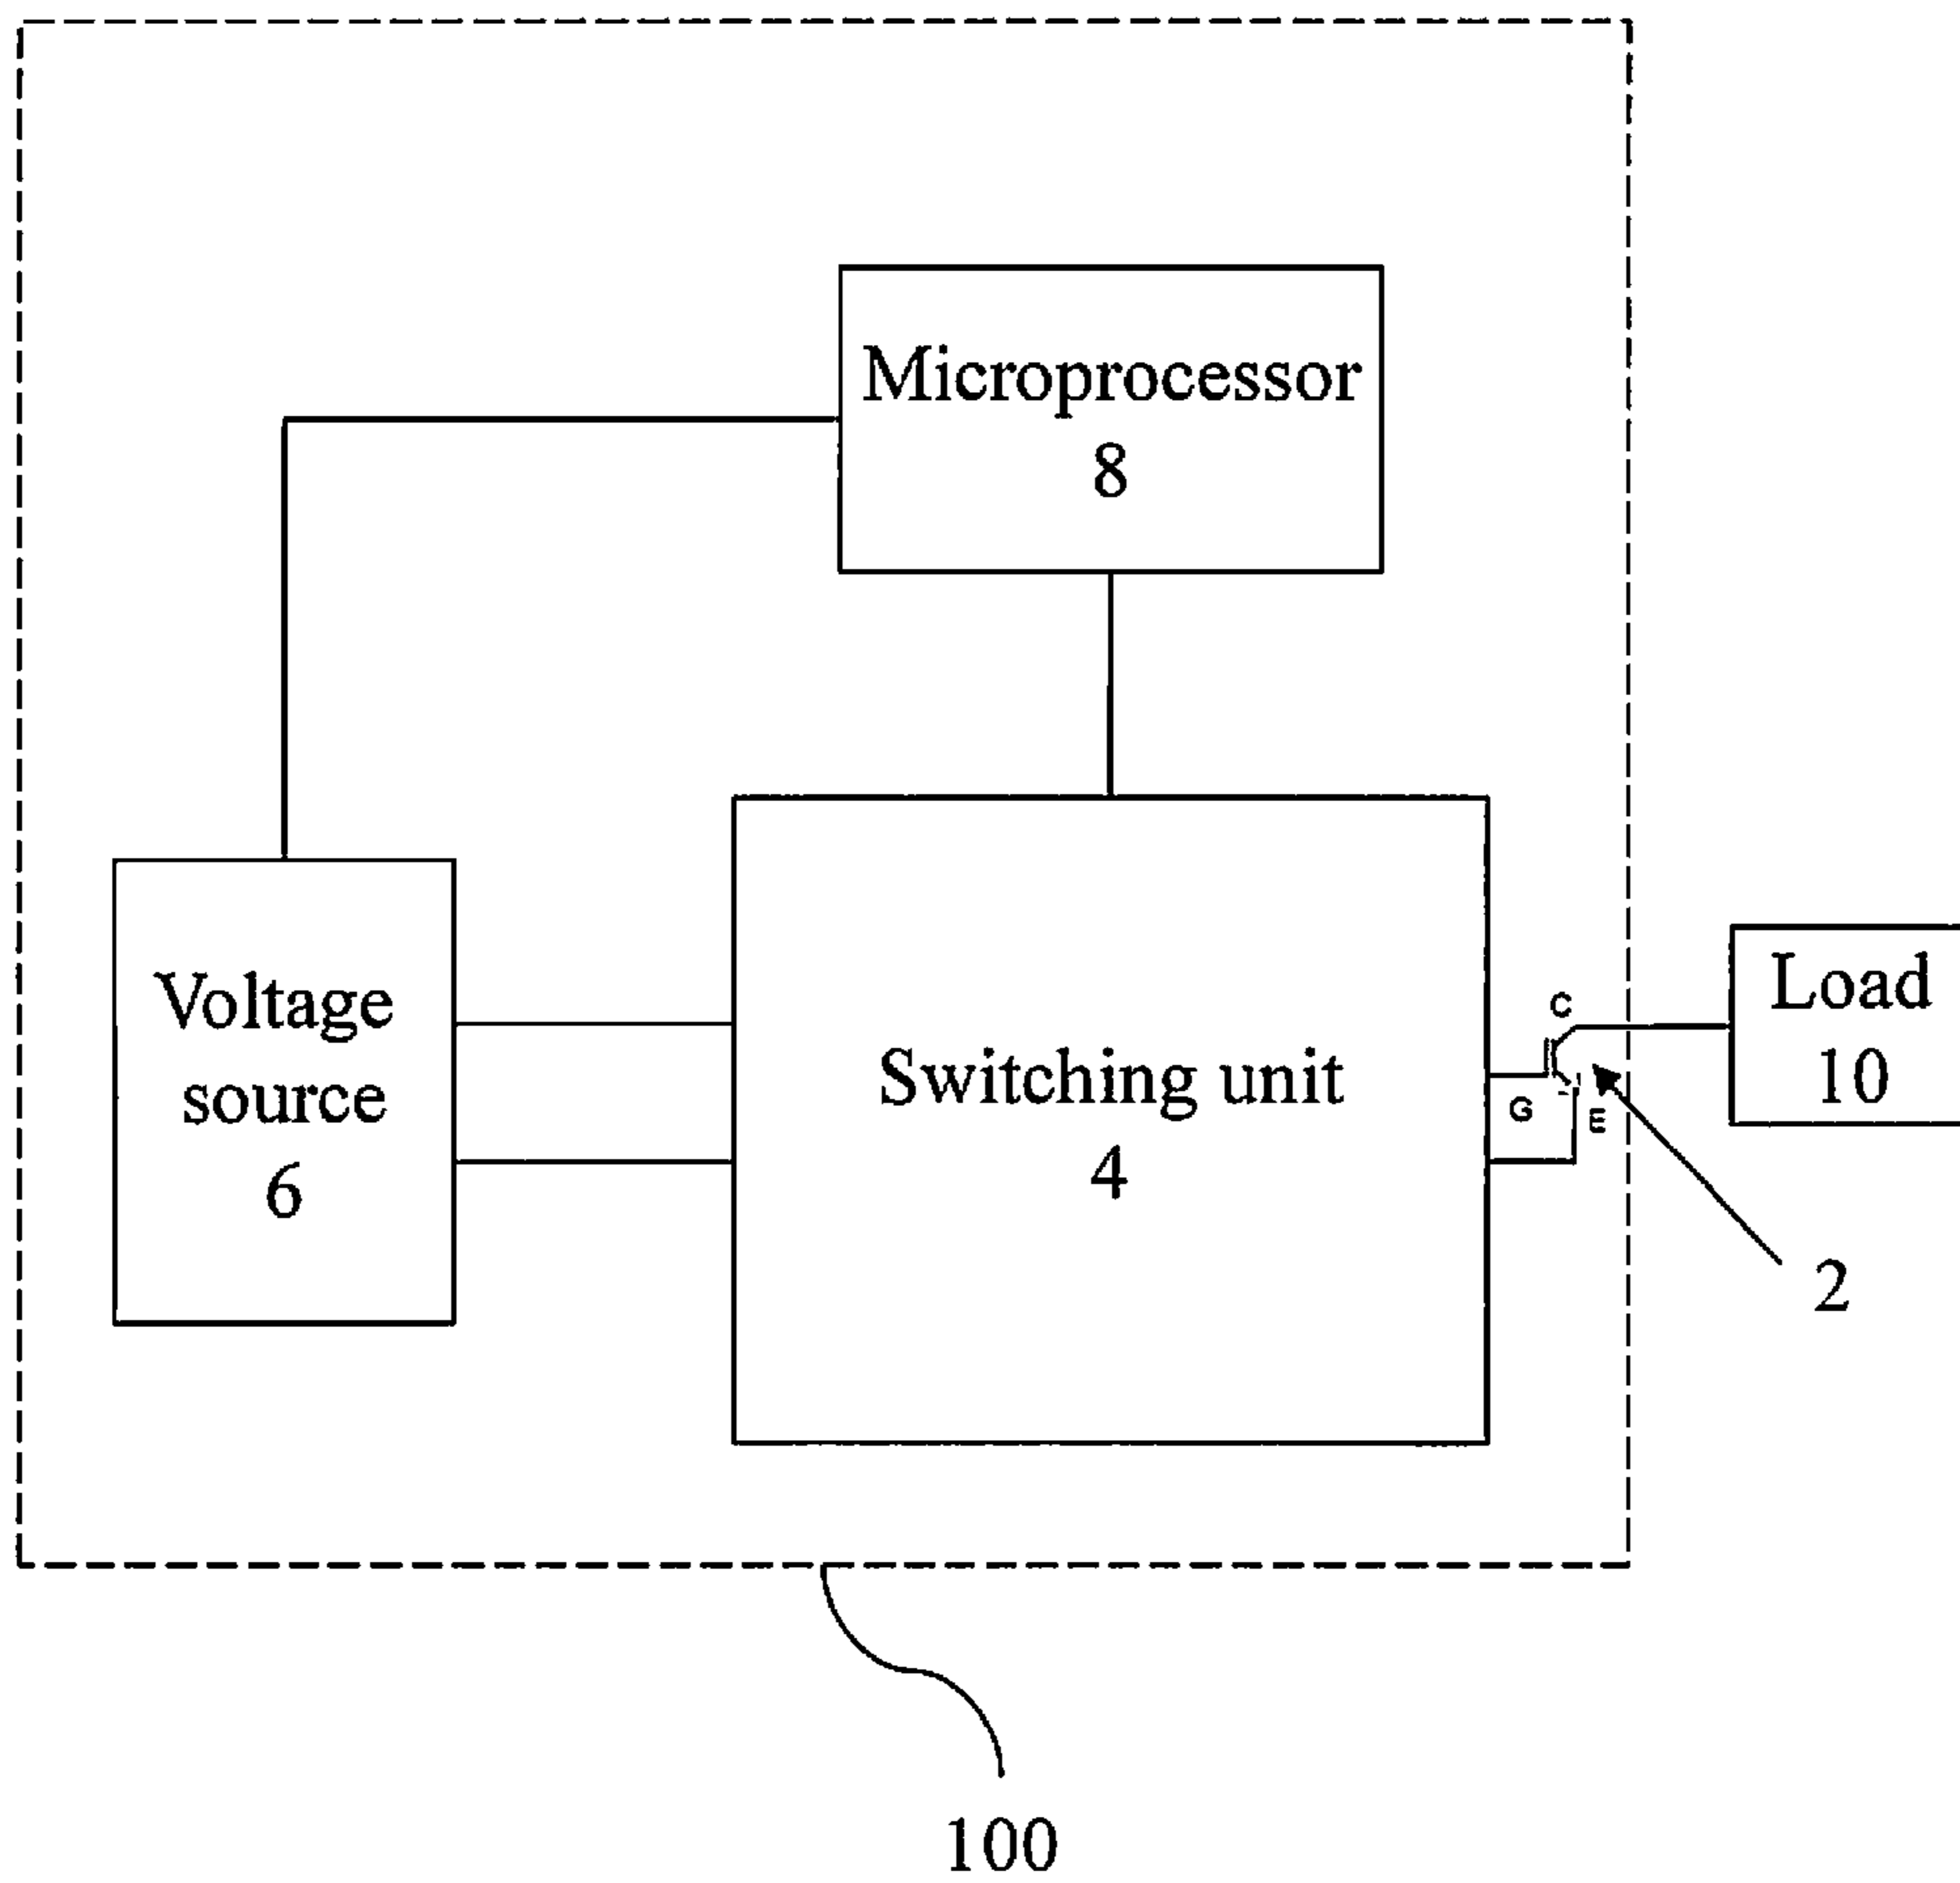 Microprocessor
8
Voltage
source
6
Switching unit
4
C
G
E
Load
10
2
100